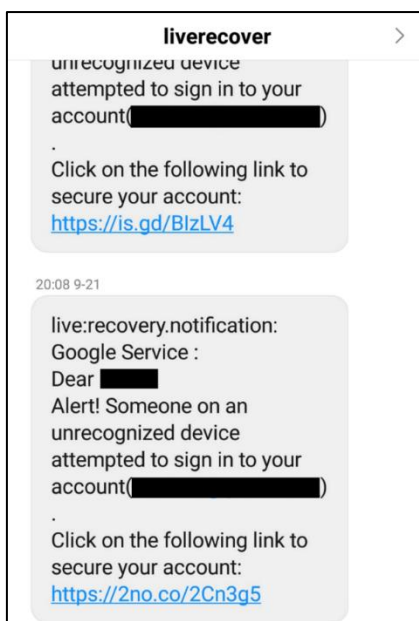 liverecover
unrecognized device
attempted to sign in to your
account(
)
.
Click on the following link to
secure your account:
https://is.gd/BIzLV4
20:08 9-21
live:recovery.notification:
Google Service :
Dear
Alert! Someone on an
unrecognized device
attempted to sign in to your
account(
)
.
Click on the following link to
secure your account:
https://2no.co/2Cn3g5